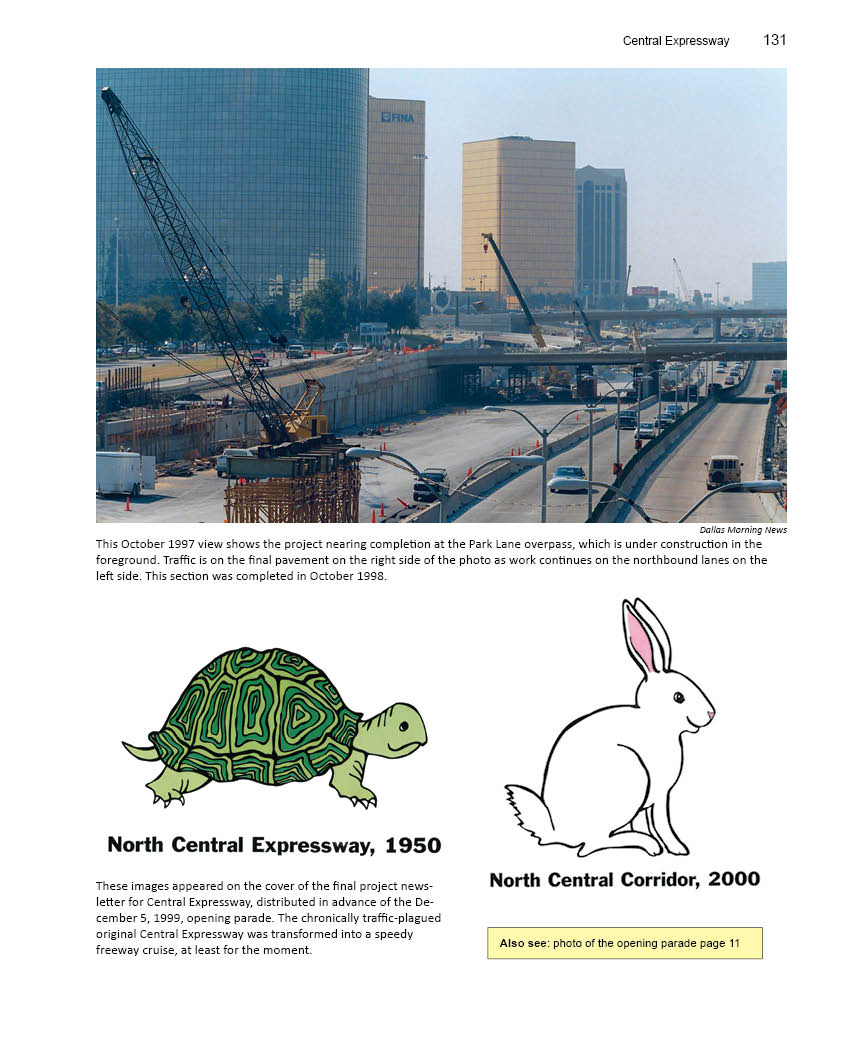 Central Expressway 131
FINA
Dallas Morning News
This October 1997 view shows the project nearing completion at the Park Lane overpass, which is under construction in the
foreground. Traffic is on the final pavement on the right side of the photo as work continues on the northbound lanes on the
left side. This section was completed in October 1998.
North Central Expressway, 1950
These images appeared on the cover of the final project news-
letter for Central Expressway, distributed in advance of the De-
cember 5, 1999, opening parade. The chronically traffic-plagued
original Central Expressway was transformed into a speedy
freeway cruise, at least for the moment.
North Central Corridor, 2000
Also see: photo of the opening parade page 11